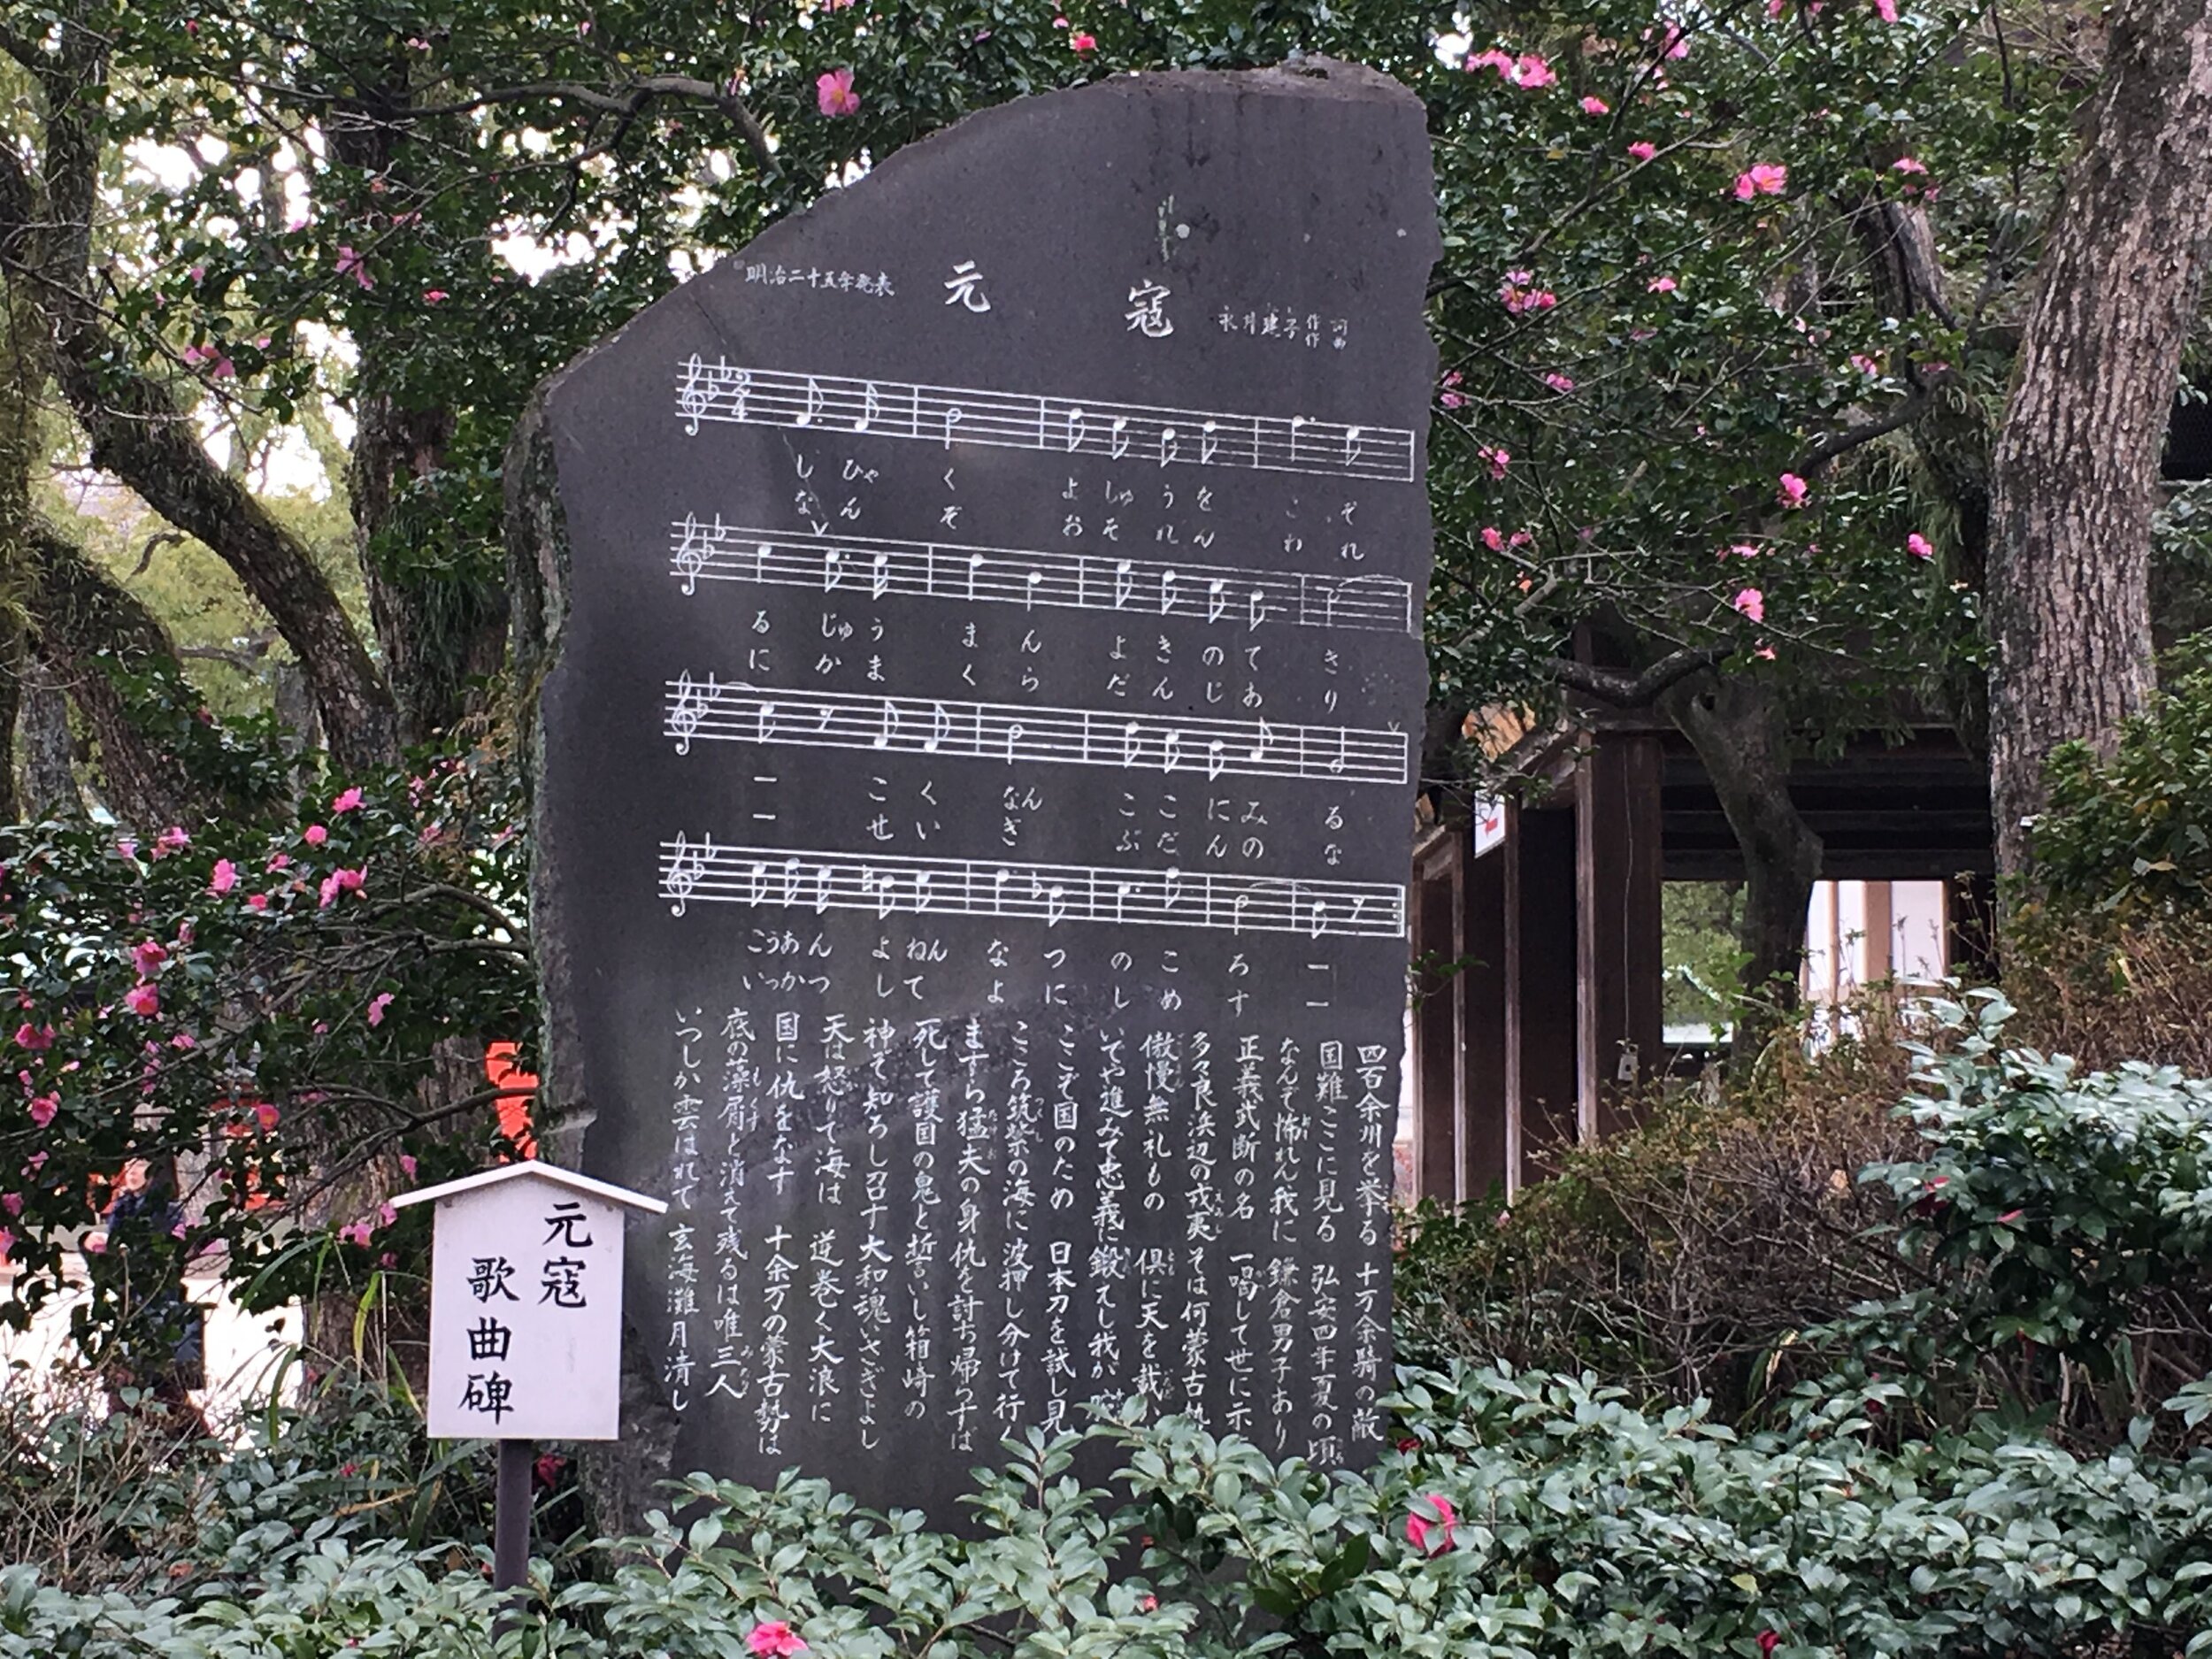 元寇
明治二十五年発表
永井建子 作詞
作曲
し ひゃ く よ しゅ う を こ ぞ
な ん ぞ お そ れ ん わ れ
る じゅ う ま ん よ き の て き
に か ま く ら だ ん じ あ り
ー こ く なん こ こ に み る
ー せ い ぎ ぶ だ ん の な
こうあ ん よ ねん な つ の こ ろ ー
いっか つ し て よ に し め す ー
四百余州を挙る 十万余騎の敵
国難ここに見る 弘安四年夏の頃
なんぞ怖れん我に 鎌倉男子あり
正義武断の名 一喝して世に示
多々良浜辺の戎夷 そは何蒙古勢
傲慢無礼もの 倶に天を戴か
いでや進みて忠義に 鍛えし我が
ここぞ国のため 日本刀を試し見
こころ筑紫の海に 波押し分けて行く
ますら猛夫の身 仇を討ち帰らずば
死して護国の鬼と 誓いし箱崎の
神ぞ知ろし召す 大和魂いさぎよし
天は怒りて海は 逆巻く大浪に
国に仇をなす 十余万の蒙古勢は
底の藻屑と消えて 残るは唯三人
いつしか雲はれて 玄海灘月清し
元寇
歌曲碑